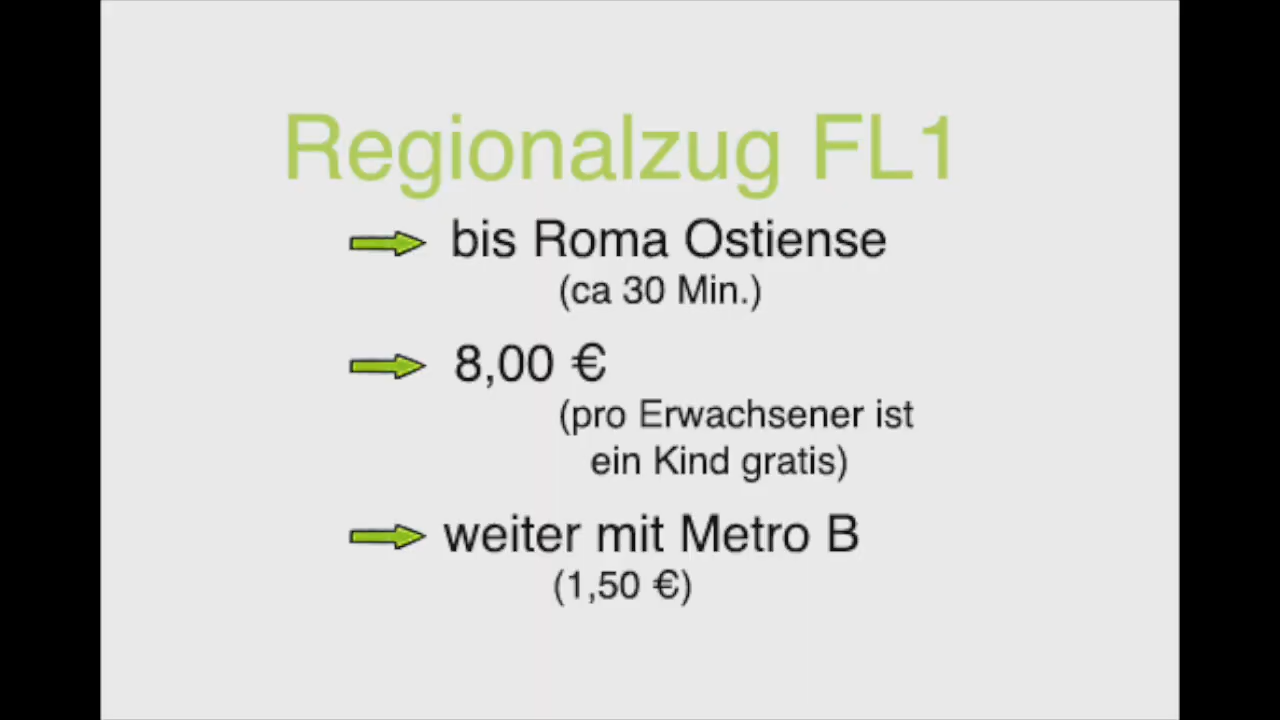 Regionalzug FL1
bis Roma Ostiense
(ca 30 Min.)
8,00 €
(pro Erwachsener ist
ein Kind gratis)
weiter mit Metro B
(1,50 €)